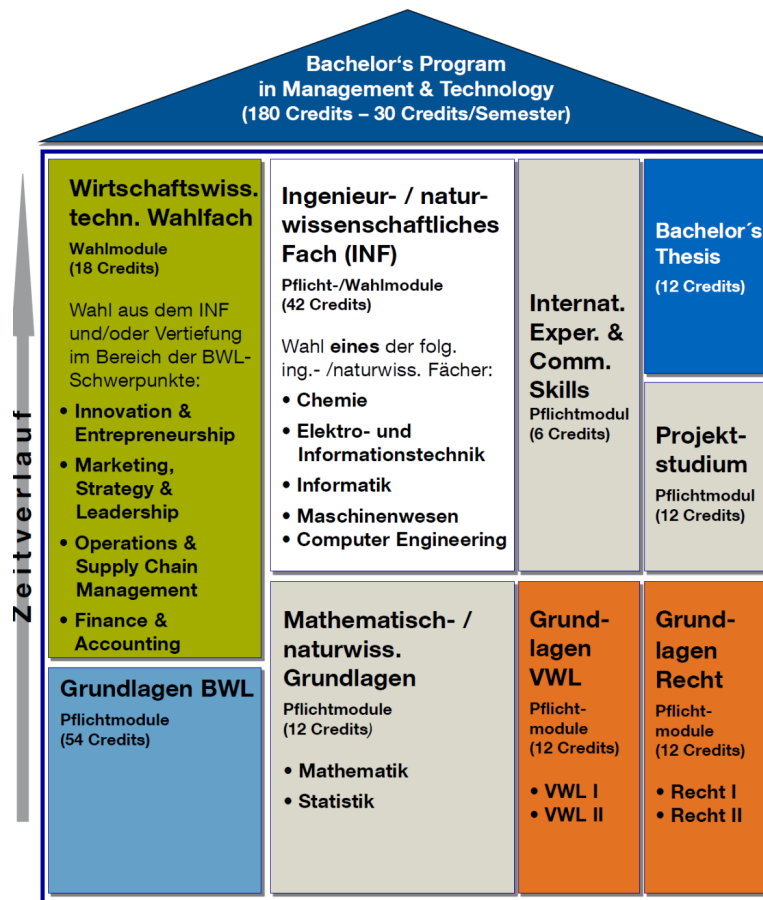 Bachelor‘s Program
in Management & Technology
(180 Credits – 30 Credits/Semester)
Zeitverlauf
Wirtschaftswiss.
techn. Wahlfach
Wahlmodule
(18 Credits)
Wahl aus dem INF
und/oder Vertiefung
im Bereich der BWL-
Schwerpunkte:
• Innovation &
Entrepreneurship
• Marketing,
Strategy &
Leadership
• Operations &
Supply Chain
Management
• Finance &
Accounting
Grundlagen BWL
Pflichtmodule
(54 Credits)
Ingenieur- / natur-
wissenschaftliches
Fach (INF)
Pflicht-/Wahlmodule
(42 Credits)
Wahl eines der folg.
ing.- /naturwiss. Fächer:
• Chemie
• Elektro- und
Informationstechnik
• Informatik
• Maschinenwesen
• Computer Engineering
Mathematisch- /
naturwiss.
Grundlagen
Pflichtmodule
(12 Credits)
• Mathematik
• Statistik
Internat.
Exper. &
Comm.
Skills
Pflichtmodul
(6 Credits)
Grund-
lagen
VWL
Pflicht-
module
(12 Credits)
• VWL I
• VWL II
Bachelor´s
Thesis
(12 Credits)
Projekt-
studium
Pflichtmodul
(12 Credits)
Grund-
lagen
Recht
Pflicht-
module
(12 Credits)
• Recht I
• Recht II